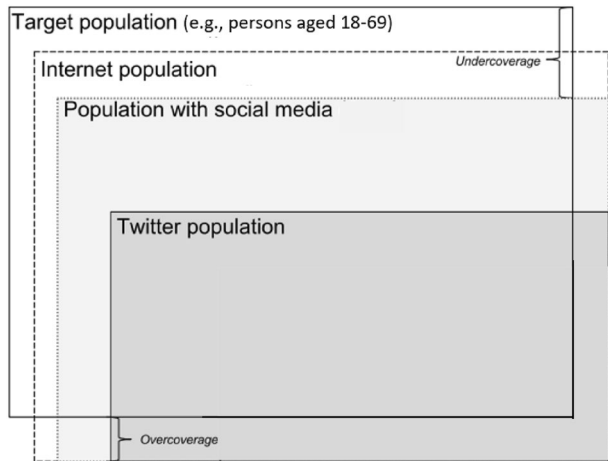 Target population (e.g., persons aged 18-69)
Undercoverage
Internet population
Population with social media
Twitter population
Overcoverage